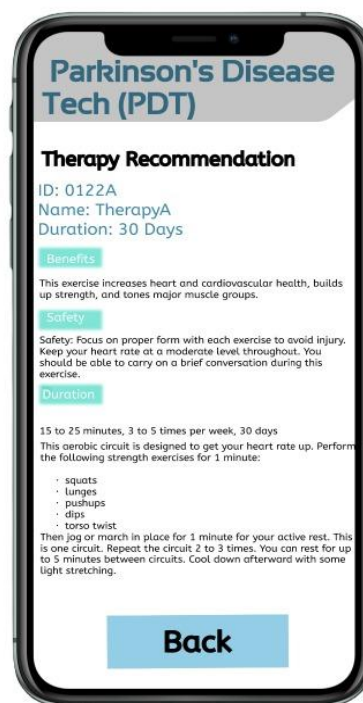 Parkinson's Disease
Tech (PDT)
Therapy Recommendation
ID: 0122A
Name: TherapyA
Duration: 30 Days
Benefits
This exercise increases heart and cardiovascular health, builds
up strength, and tones major muscle groups.
Safety
Safety: Focus on proper form with each exercise to avoid injury.
Keep your heart rate at a moderate level throughout. You
should be able to carry on a brief conversation during this
exercise.
Duration
15 to 25 minutes, 3 to 5 times per week, 30 days
This aerobic circuit is designed to get your heart rate up. Perform
the following strength exercises for 1 minute:
· squats
· lunges
· pushups
· dips
· torso twist
Then jog or march in place for 1 minute for your active rest. This
is one circuit. Repeat the circuit 2 to 3 times. You can rest for up
to 5 minutes between circuits. Cool down afterward with some
light stretching.
Back